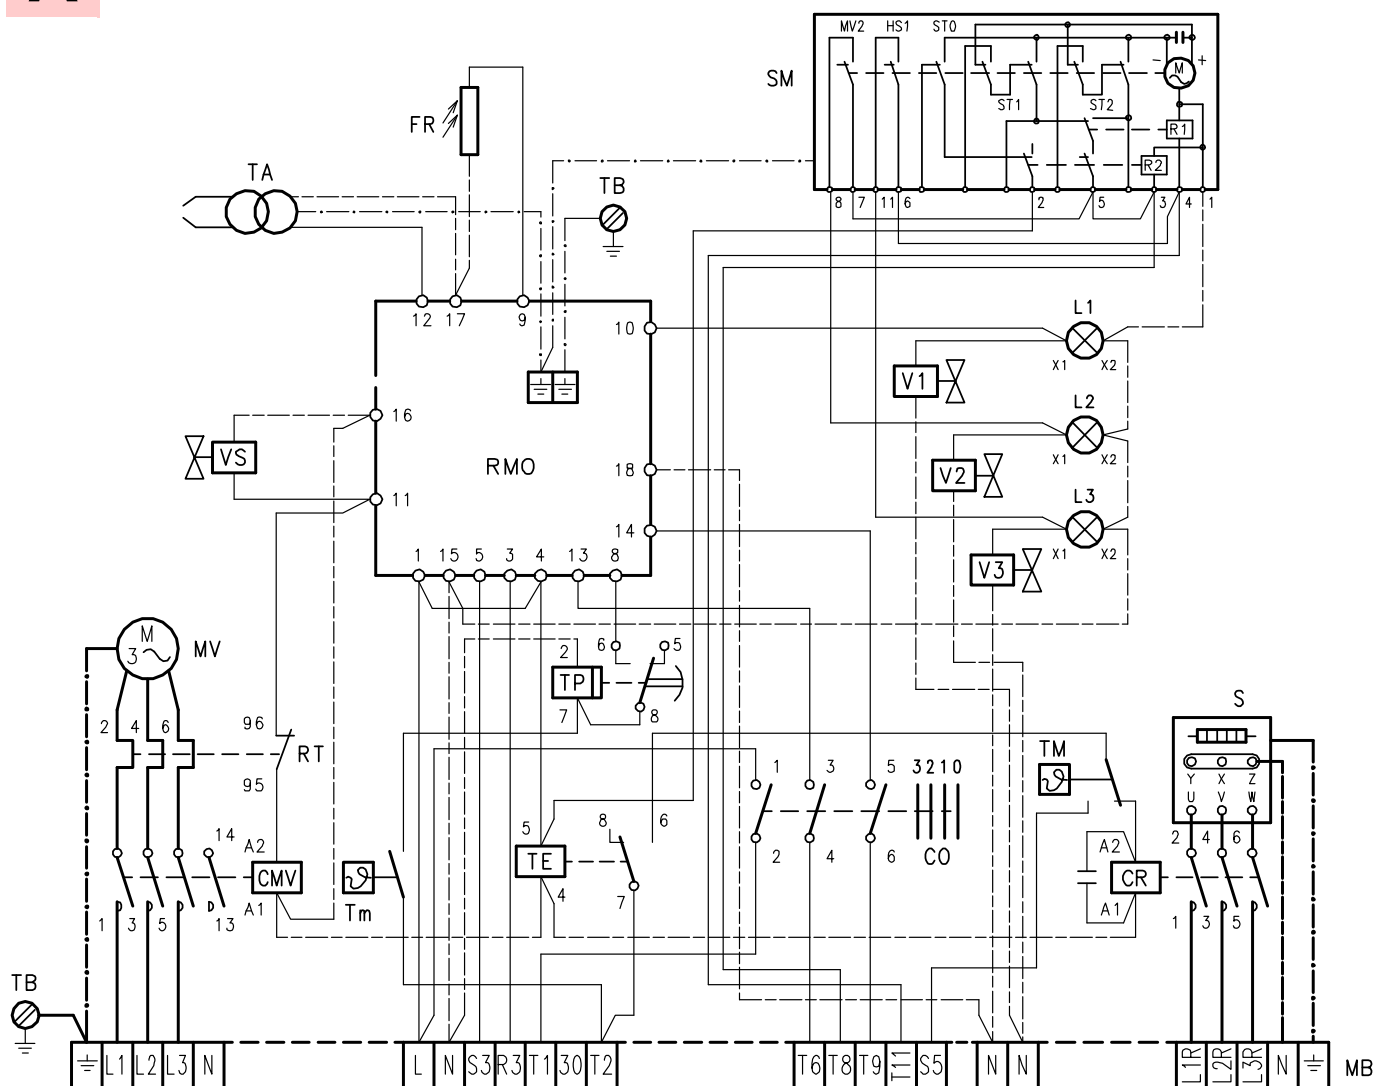 MV2 HS1 ST0
SM
- M +
ST1 ST2
R1
R2
8 7 11 6 2 5 3 4 1
FR
TA
TB
12 17 9
10
L1
X1 X2
V1
16
L2
X1 X2
VS
RMO
18
V2
11
L3
14
X1 X2
V3
1 15 5 3 4 13 8
M
3
MV
2 6 5
TP
7 8
2 4 6
96
RT
95
S
TM
Y X Z
U V W
1 3 5 3 2 1 0
2 4 6
14 A2
5 8 6
2 4 6 CO
TE
CMV
A2
CR
A1
Tm
4 7
1 3 5 13 A1
1 3 5
TB
L1 L2 L3 N
L N S3 R3 T1 30 T2
T6 T8 T9 T11 S5
N N
L1R L2R L3R N
MB